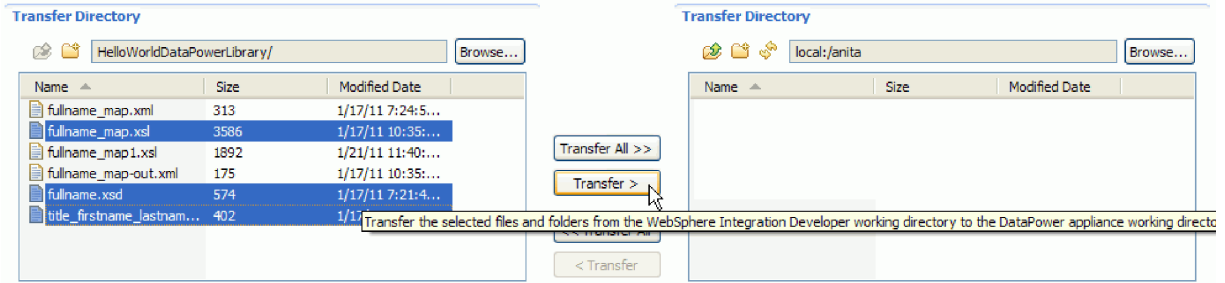 Transfer Directory
HelloWorldDataPowerLibrary/
Browse...
Name Size Modified Date
fullname_map.xml 313 1/17/11 7:24:5...
fullname_map.xsl 3586 1/17/11 10:35:...
fullname_map1.xsl 1892 1/21/11 11:40:...
fullname_map-out.xml 175 1/17/11 10:35:...
fullname.xsd 574 1/17/11 7:21:4...
title_firstname_lastnam... 402 1/17
Transfer All >>
Transfer >
Transfer the selected files and folders from the WebSphere Integration Developer working directory to the DataPower appliance working directo
<< Transfer All
< Transfer
Transfer Directory
local:/anita
Browse...
Name Size Modified Date